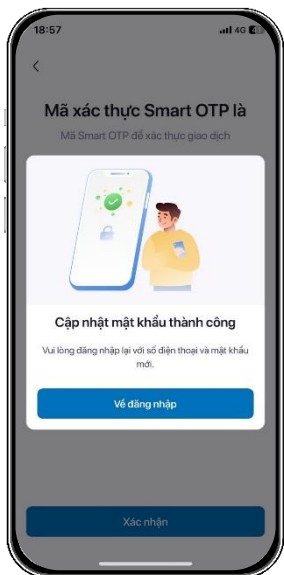 18:57
4G
Mã xác thực Smart OTP là
Mã Smart OTP để xác thực giao dịch
Cập nhật mật khẩu thành công
Vui lòng đăng nhập lại với số điện thoại và mật khẩu
mới.
Về đăng nhập
Xác nhận